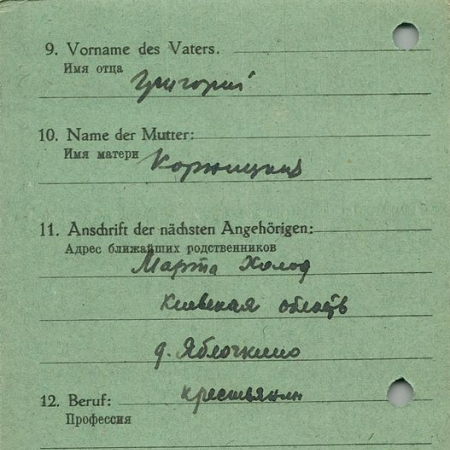 9. Vorname des Vaters.
Имя отца
Григорий
10. Name der Mutter:
Имя матери
11. Anschrift der nächsten Angehörigen:
Адрес ближайших родственников
Марта Холод
Киевская область
д. Яблочкино
12. Beruf:
крестьянин
Профессия